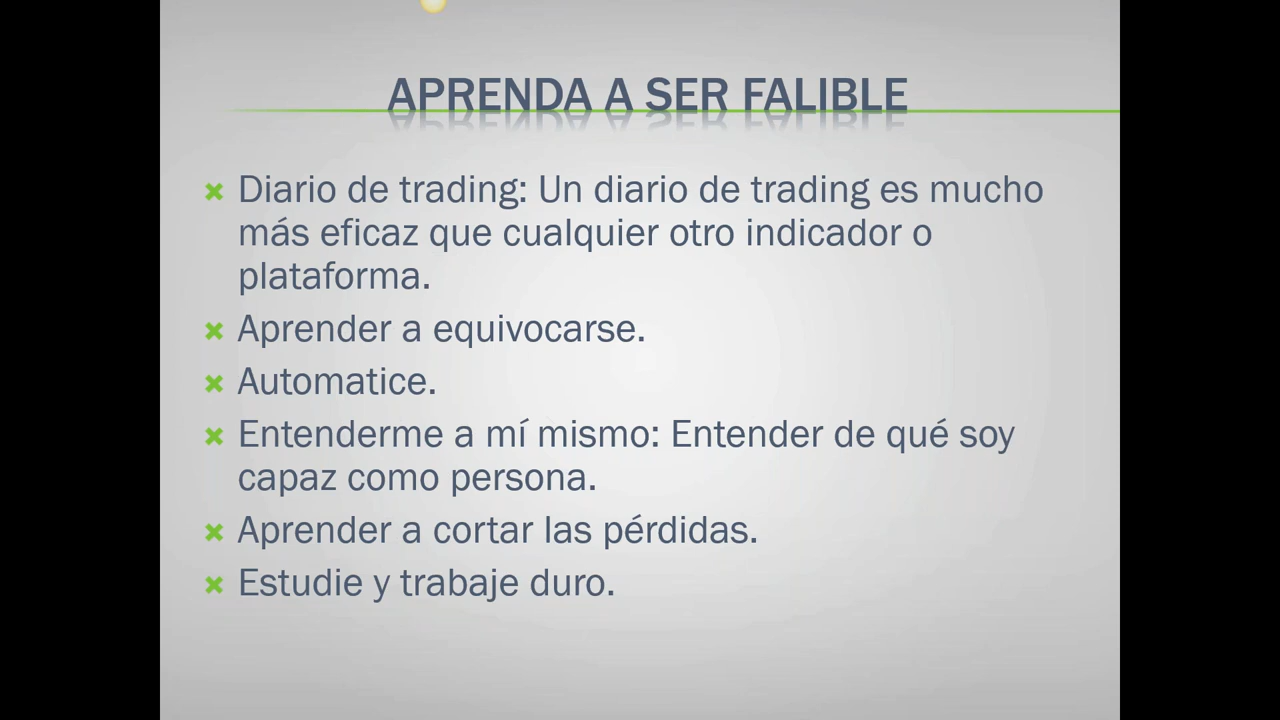 APRENDA A SER FALIBLE
Diario de trading: Un diario de trading es mucho
más eficaz que cualquier otro indicador o
plataforma.
Aprender a equivocarse.
Automatice.
Entenderme a mí mismo: Entender de qué soy
capaz como persona.
Aprender a cortar las pérdidas.
Estudie y trabaje duro.